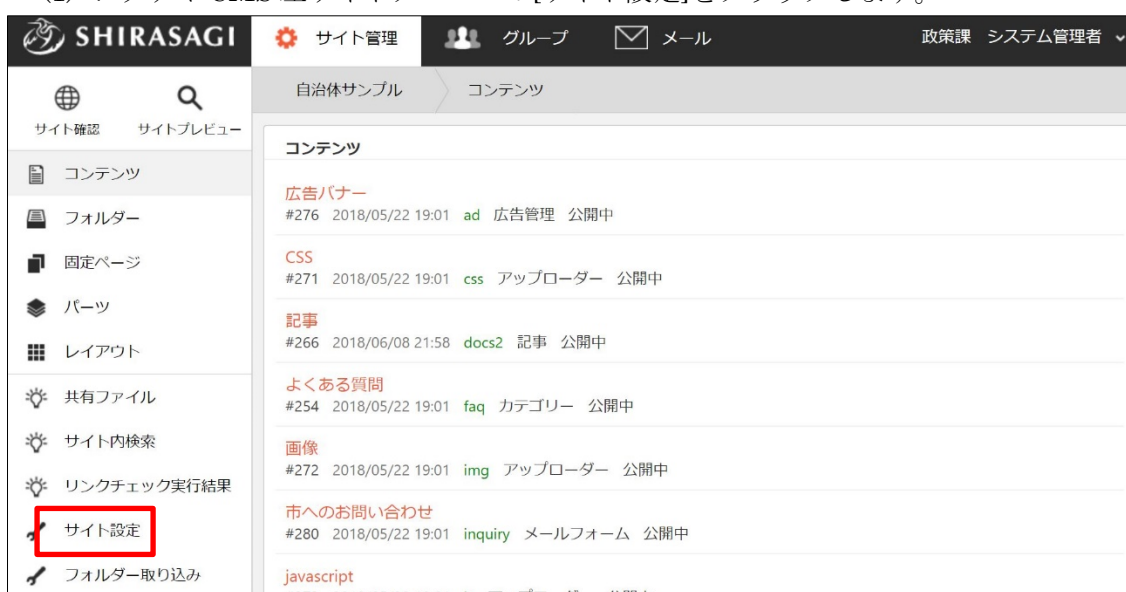 SHIRASAGI
サイト管理 グループ メール 政策課 システム管理者
サイト確認 サイトプレビュー
自治体サンプル コンテンツ
コンテンツ
フォルダー
固定ページ
パーツ
レイアウト
共有ファイル
サイト内検索
リンクチェック実行結果
サイト設定
フォルダー取り込み
コンテンツ
広告バナー
#276 2018/05/22 19:01 ad 広告管理 公開中
CSS
#271 2018/05/22 19:01 css アップローダー 公開中
記事
#266 2018/06/08 21:58 docs2 記事 公開中
よくある質問
#254 2018/05/22 19:01 faq カテゴリー 公開中
画像
#272 2018/05/22 19:01 img アップローダー 公開中
市へのお問い合わせ
#280 2018/05/22 19:01 inquiry メールフォーム 公開中
javascript